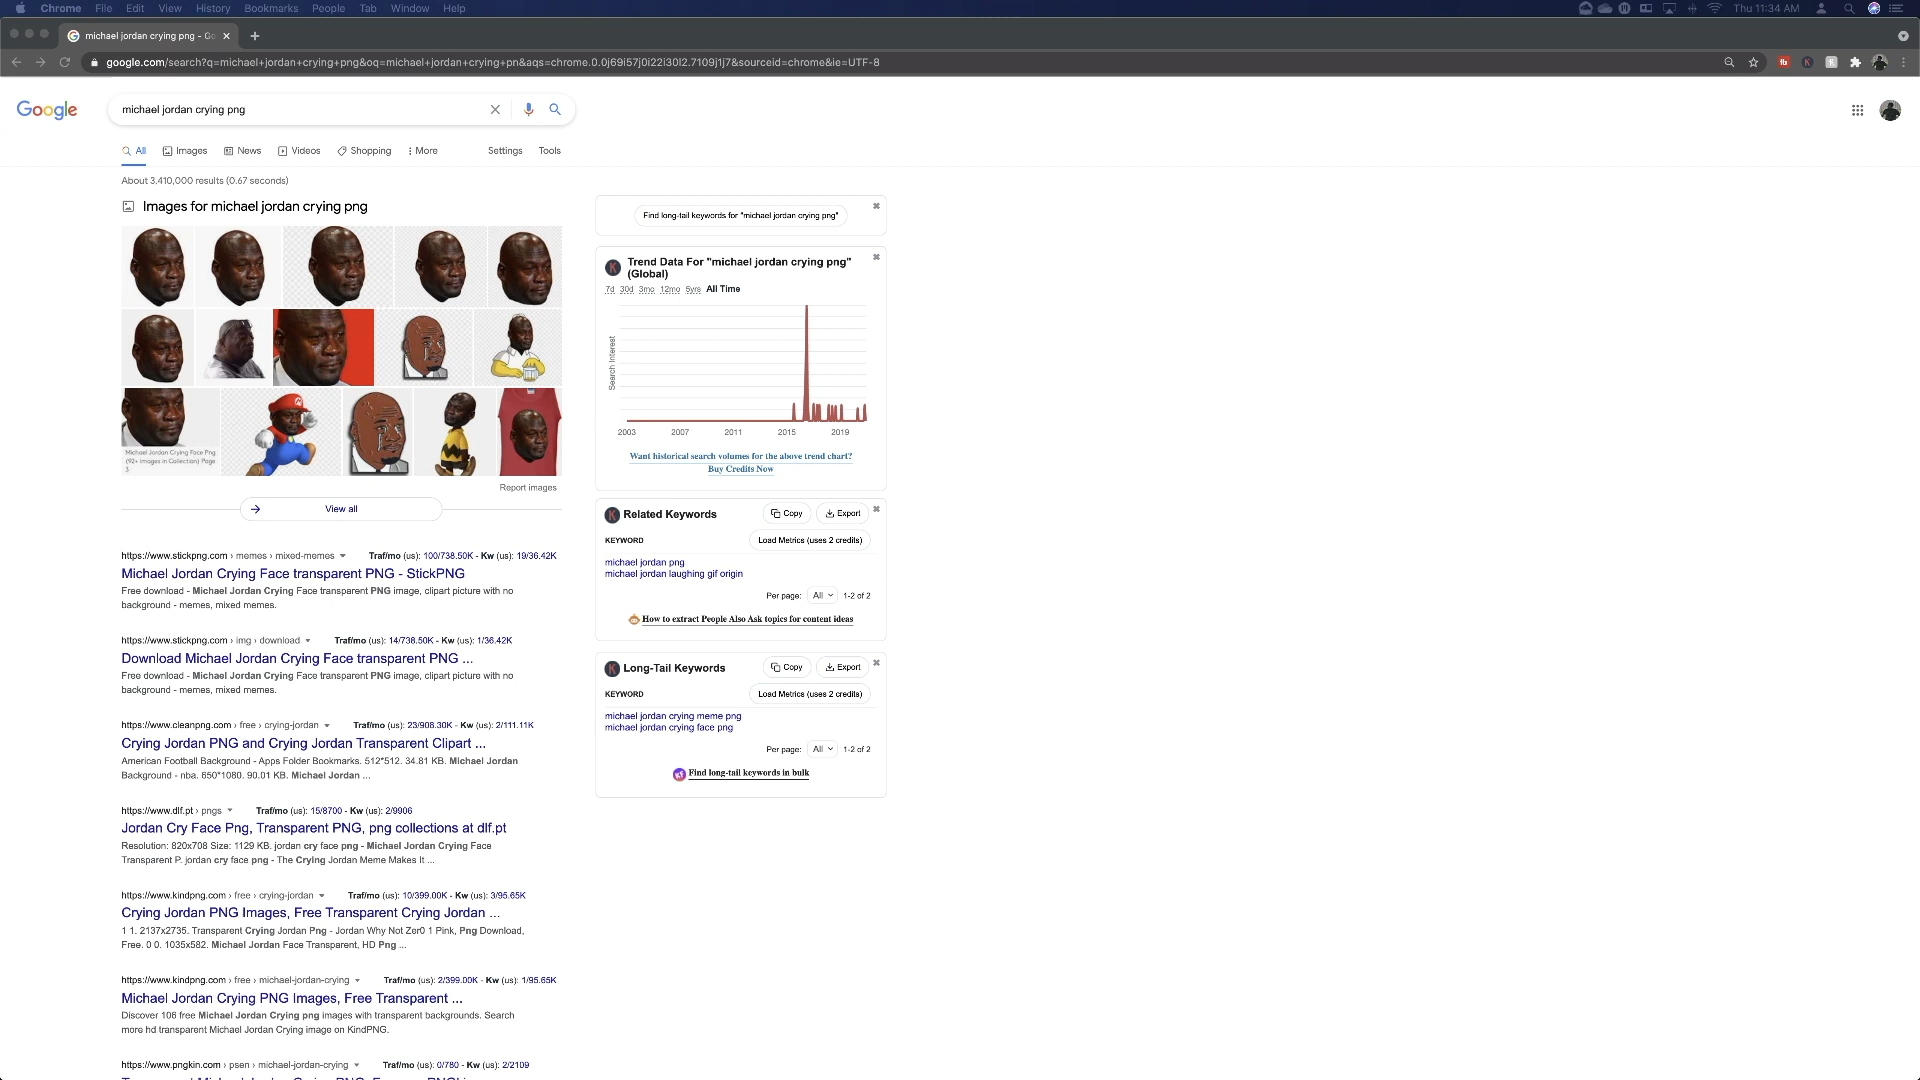 Chrome File Edit View History Bookmarks People Tab Window Help Thu 11:34 AM
michael jordan crying png - Go
google.com/search?q=michael+jordan+crying+png&oq=michael+jordan+crying+pn&aqs=chrome.0.0j69i57j0i22i30l2.7109j1j7&sourceid=chrome&ie=UTF-8
Google
michael jordan crying png
All Images News Videos Shopping More Settings Tools
About 3,410,000 results (0.67 seconds)
Images for michael jordan crying png
Michael Jordan Crying Face Png
(92+ images in Collection) Page
3
Report images
View all
https://www.stickpng.com › memes › mixed-memes Traf/mo (us): 100/738.50K - Kw (us): 19/36.42K
Michael Jordan Crying Face transparent PNG - StickPNG
Free download - Michael Jordan Crying Face transparent PNG image, clipart picture with no
background - memes, mixed memes.
https://www.stickpng.com › img › download Traf/mo (us): 14/738.50K - Kw (us): 1/36.42K
Download Michael Jordan Crying Face transparent PNG ...
Free download - Michael Jordan Crying Face transparent PNG image, clipart picture with no
background - memes, mixed memes.
https://www.cleanpng.com › free › crying-jordan Traf/mo (us): 23/908.30K - Kw (us): 2/111.11K
Crying Jordan PNG and Crying Jordan Transparent Clipart ...
American Football Background - Apps Folder Bookmarks. 512*512. 34.81 KB. Michael Jordan
Background - nba. 650*1080. 90.01 KB. Michael Jordan ...
https://www.dlf.pt › pngs Traf/mo (us): 15/8700 - Kw (us): 2/9906
Jordan Cry Face Png, Transparent PNG, png collections at dlf.pt
Resolution: 820x708 Size: 1129 KB. jordan cry face png - Michael Jordan Crying Face
Transparent P. jordan cry face png - The Crying Jordan Meme Makes It ...
https://www.kindpng.com › free › crying-jordan Traf/mo (us): 10/399.00K - Kw (us): 3/95.65K
Crying Jordan PNG Images, Free Transparent Crying Jordan ...
1 1. 2137x2735. Transparent Crying Jordan Png - Jordan Why Not Zer0 1 Pink, Png Download,
Free. 0 0. 1035x582. Michael Jordan Face Transparent, HD Png ...
https://www.kindpng.com › free › michael-jordan-crying Traf/mo (us): 2/399.00K - Kw (us): 1/95.65K
Michael Jordan Crying PNG Images, Free Transparent ...
Discover 106 free Michael Jordan Crying png images with transparent backgrounds. Search
more hd transparent Michael Jordan Crying image on KindPNG.
https://www.pngkin.com › psen › michael-jordan-crying Traf/mo (us): 0/780 - Kw (us): 2/2109
Find long-tail keywords for "michael jordan crying png"
K
Trend Data For "michael jordan crying png"
(Global)
7d 30d 3mo 12mo 5yrs All Time
Search Interest
2003 2007 2011 2015 2019
Want historical search volumes for the above trend chart?
Buy Credits Now
K Related Keywords Copy Export
KEYWORD Load Metrics (uses 2 credits)
michael jordan png
michael jordan laughing gif origin
Per page: All 1-2 of 2
How to extract People Also Ask topics for content ideas
K Long-Tail Keywords Copy Export
KEYWORD Load Metrics (uses 2 credits)
michael jordan crying meme png
michael jordan crying face png
Per page: All 1-2 of 2
KF Find long-tail keywords in bulk